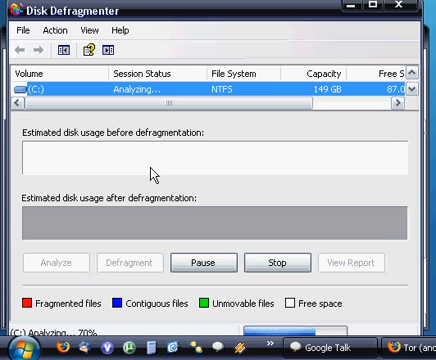 Disk Defragmenter
File Action View Help
Volume Session Status File System Capacity Free S
(C:) Analyzing... NTFS 149 GB 87.0
Estimated disk usage before defragmentation:
Estimated disk usage after defragmentation:
Analyze Defragment Pause Stop View Report
Fragmented files Contiguous files Unmovable files Free space
(C:) Analyzing... 70%
Google Talk Tor (and